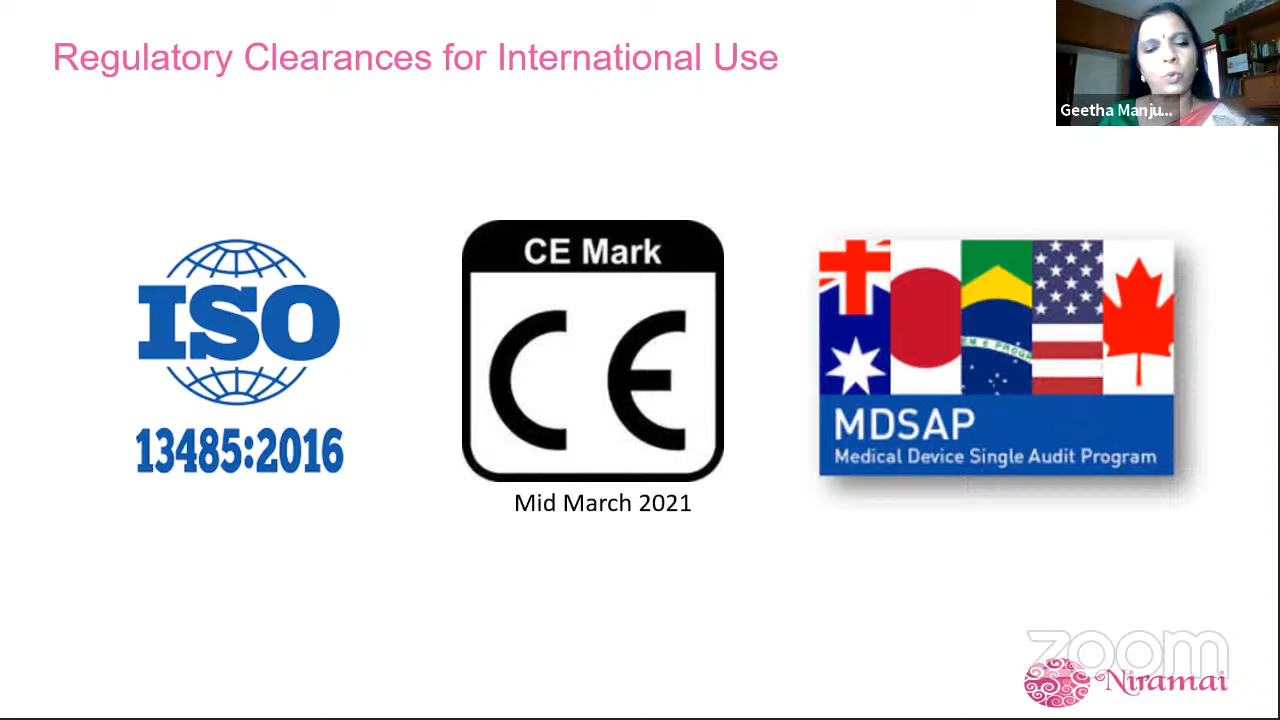 Regulatory Clearances for International Use
Geetha Manju...
ISO
13485:2016
CE Mark
CE
Mid March 2021
MDSAP
Medical Device Single Audit Program
zoom
Niramai